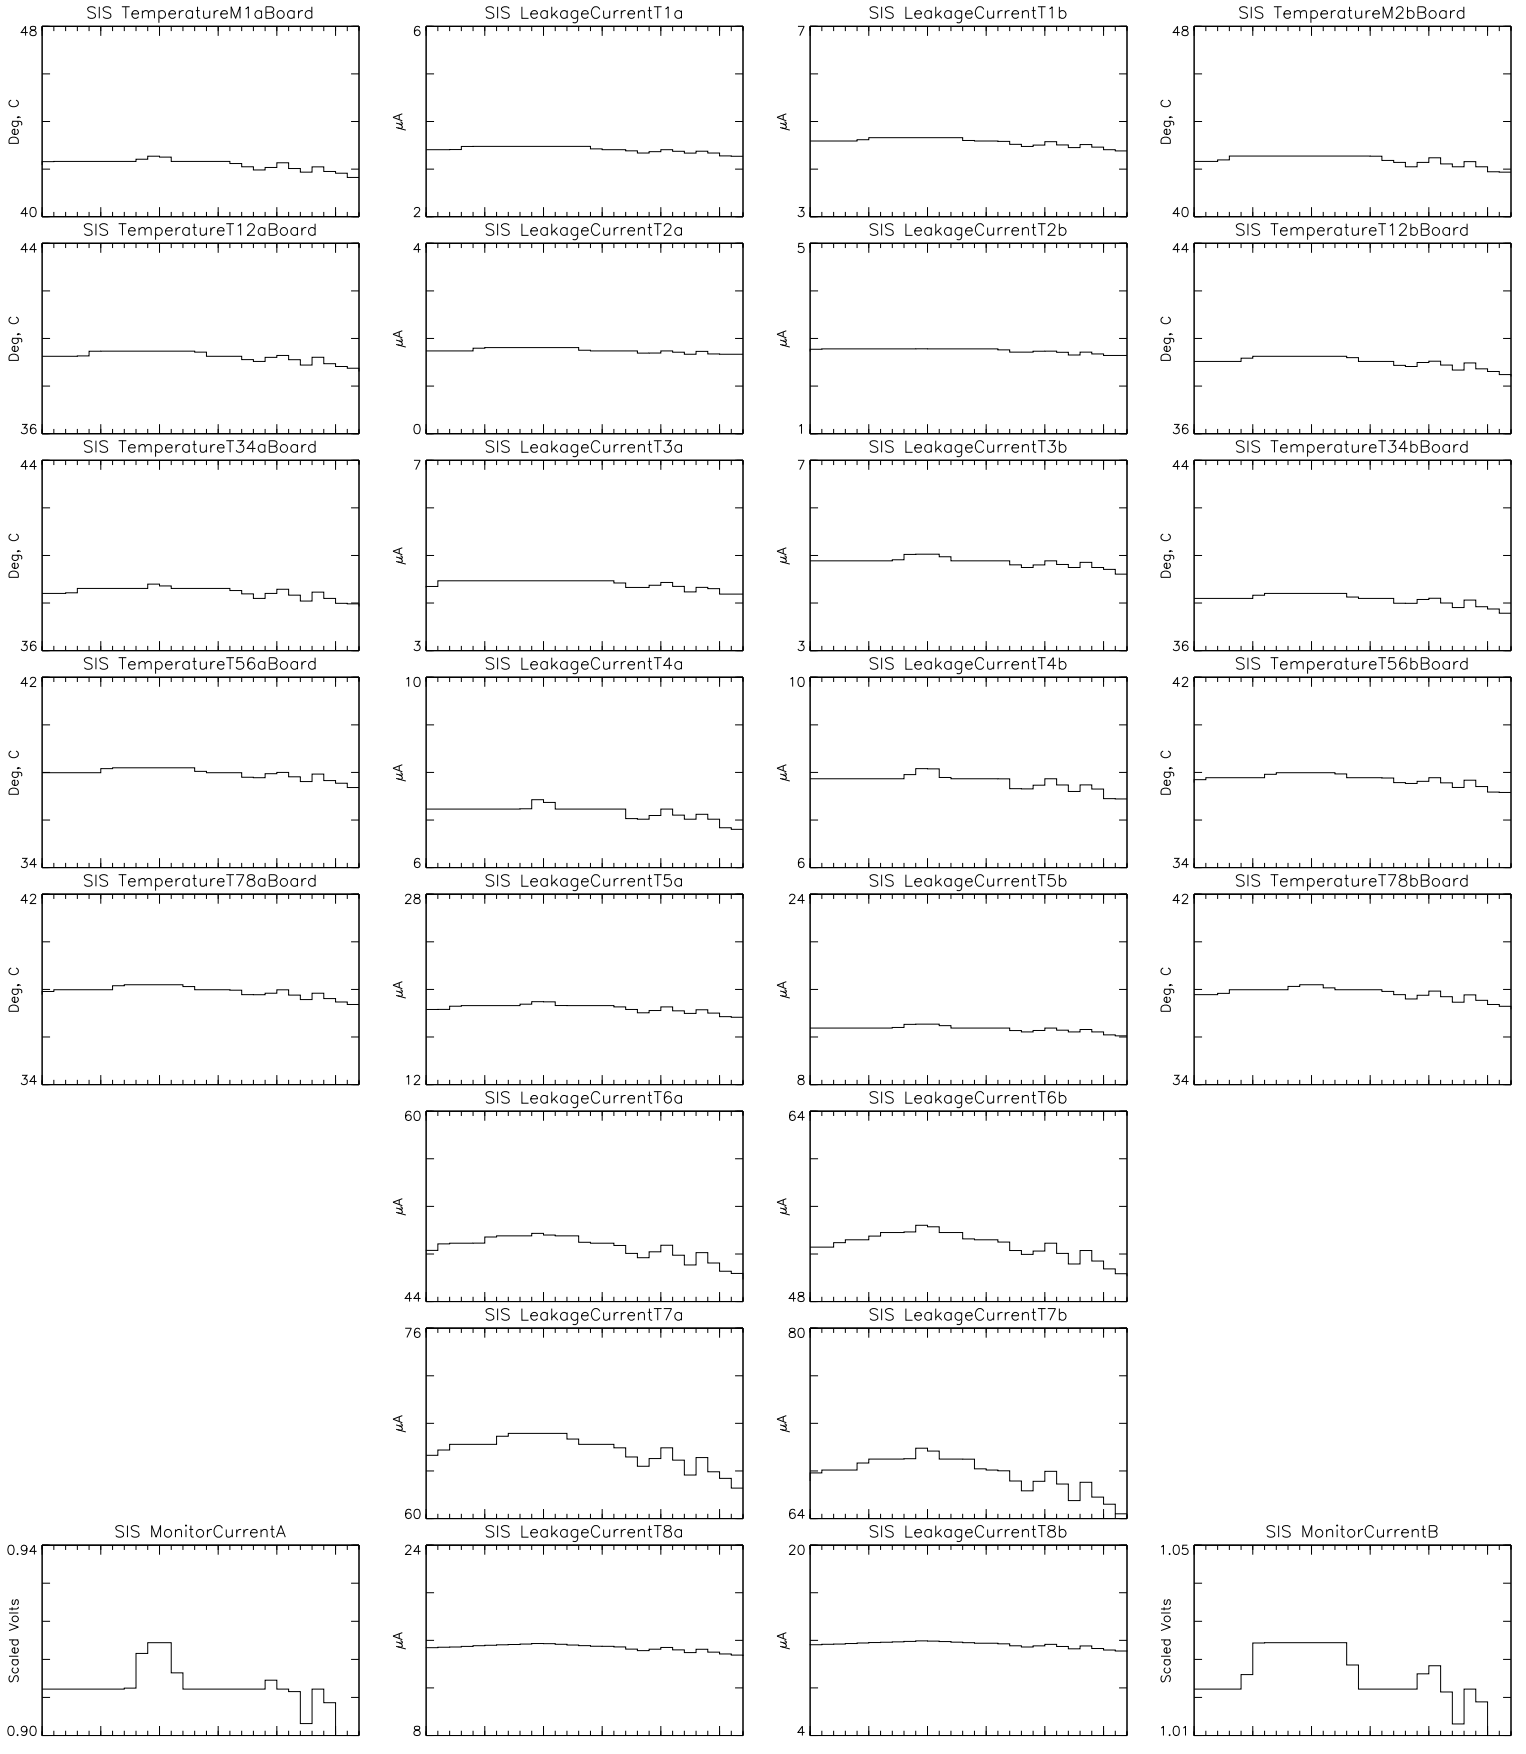 SIS TemperatureM1aBoard
48
Deg, C
40
SIS LeakageCurrentT1a
6
μA
2
SIS LeakageCurrentT1b
7
μA
3
SIS TemperatureM2bBoard
48
Deg, C
40
SIS TemperatureT12aBoard
44
Deg, C
36
SIS LeakageCurrentT2a
4
μA
0
SIS LeakageCurrentT2b
5
μA
1
SIS TemperatureT12bBoard
44
Deg, C
36
SIS TemperatureT34aBoard
44
Deg, C
36
SIS LeakageCurrentT3a
7
μA
3
SIS LeakageCurrentT3b
7
μA
3
SIS TemperatureT34bBoard
44
Deg, C
36
SIS TemperatureT56aBoard
42
Deg, C
34
SIS LeakageCurrentT4a
10
μA
6
SIS LeakageCurrentT4b
10
μA
6
SIS TemperatureT56bBoard
42
Deg, C
34
SIS TemperatureT78aBoard
42
Deg, C
34
SIS LeakageCurrentT5a
28
μA
12
SIS LeakageCurrentT5b
24
μA
8
SIS TemperatureT78bBoard
42
Deg, C
34
SIS LeakageCurrentT6a
60
μA
44
SIS LeakageCurrentT6b
64
μA
48
SIS LeakageCurrentT7a
76
μA
60
SIS LeakageCurrentT7b
80
μA
64
SIS MonitorCurrentA
0.94
Scaled Volts
0.90
SIS LeakageCurrentT8a
24
μA
8
SIS LeakageCurrentT8b
20
μA
4
SIS MonitorCurrentB
1.05
Scaled Volts
1.01